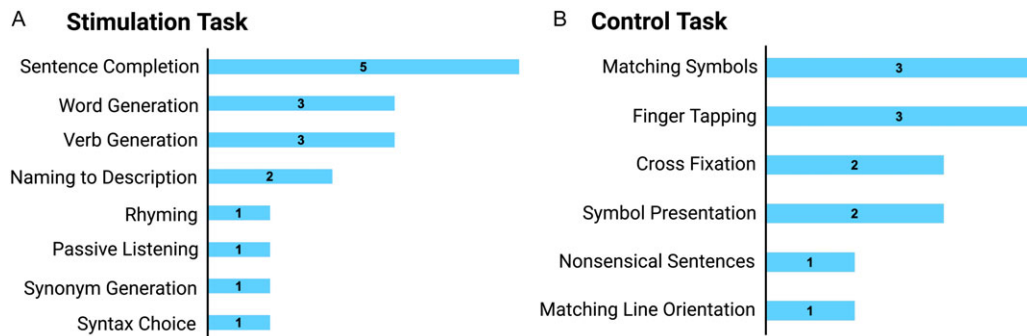 A Stimulation Task
Sentence Completion 5
Word Generation 3
Verb Generation 3
Naming to Description 2
Rhyming 1
Passive Listening 1
Synonym Generation 1
Syntax Choice 1
B Control Task
Matching Symbols 3
Finger Tapping 3
Cross Fixation 2
Symbol Presentation 2
Nonsensical Sentences 1
Matching Line Orientation 1